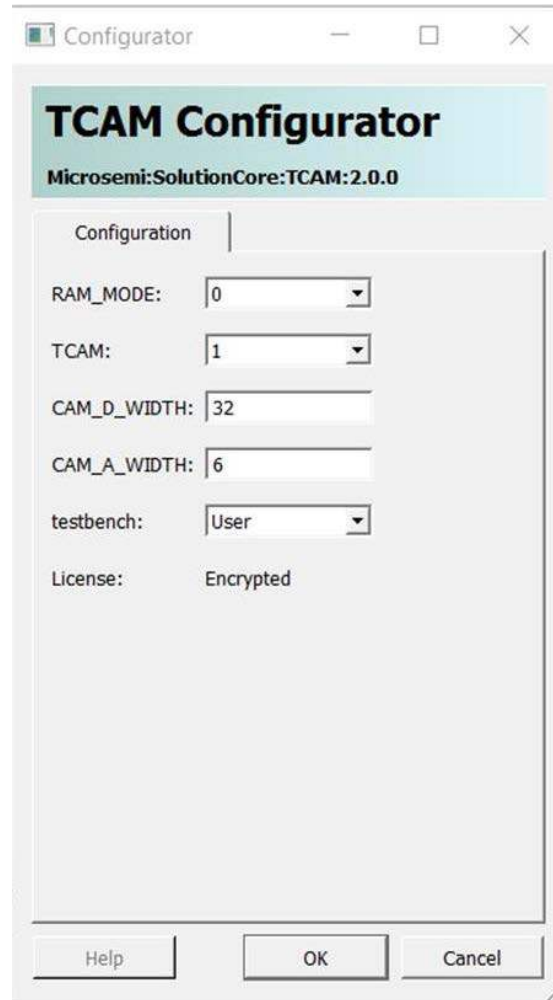 Configurator
TCAM Configurator
Microsemi:SolutionCore:TCAM:2.0.0
Configuration
RAM_MODE: 0
TCAM: 1
CAM_D_WIDTH: 32
CAM_A_WIDTH: 6
testbench: User
License: Encrypted
Help OK Cancel